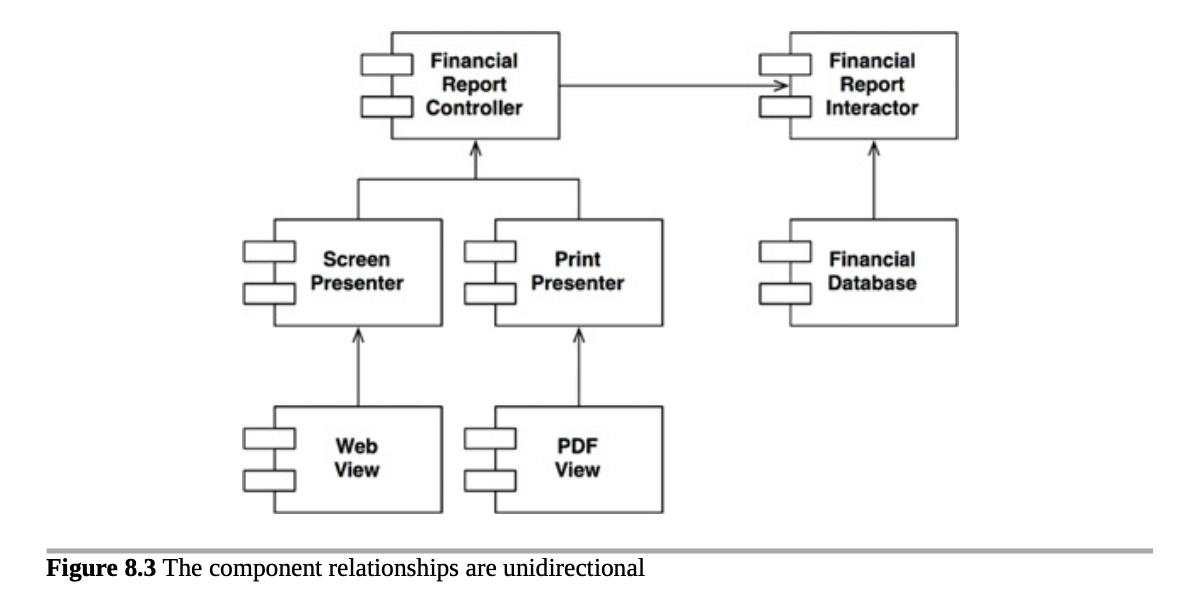 Financial
Report
Controller
Financial
Report
Interactor
Screen
Presenter
Print
Presenter
Financial
Database
Web
View
PDF
View
Figure 8.3 The component relationships are unidirectional